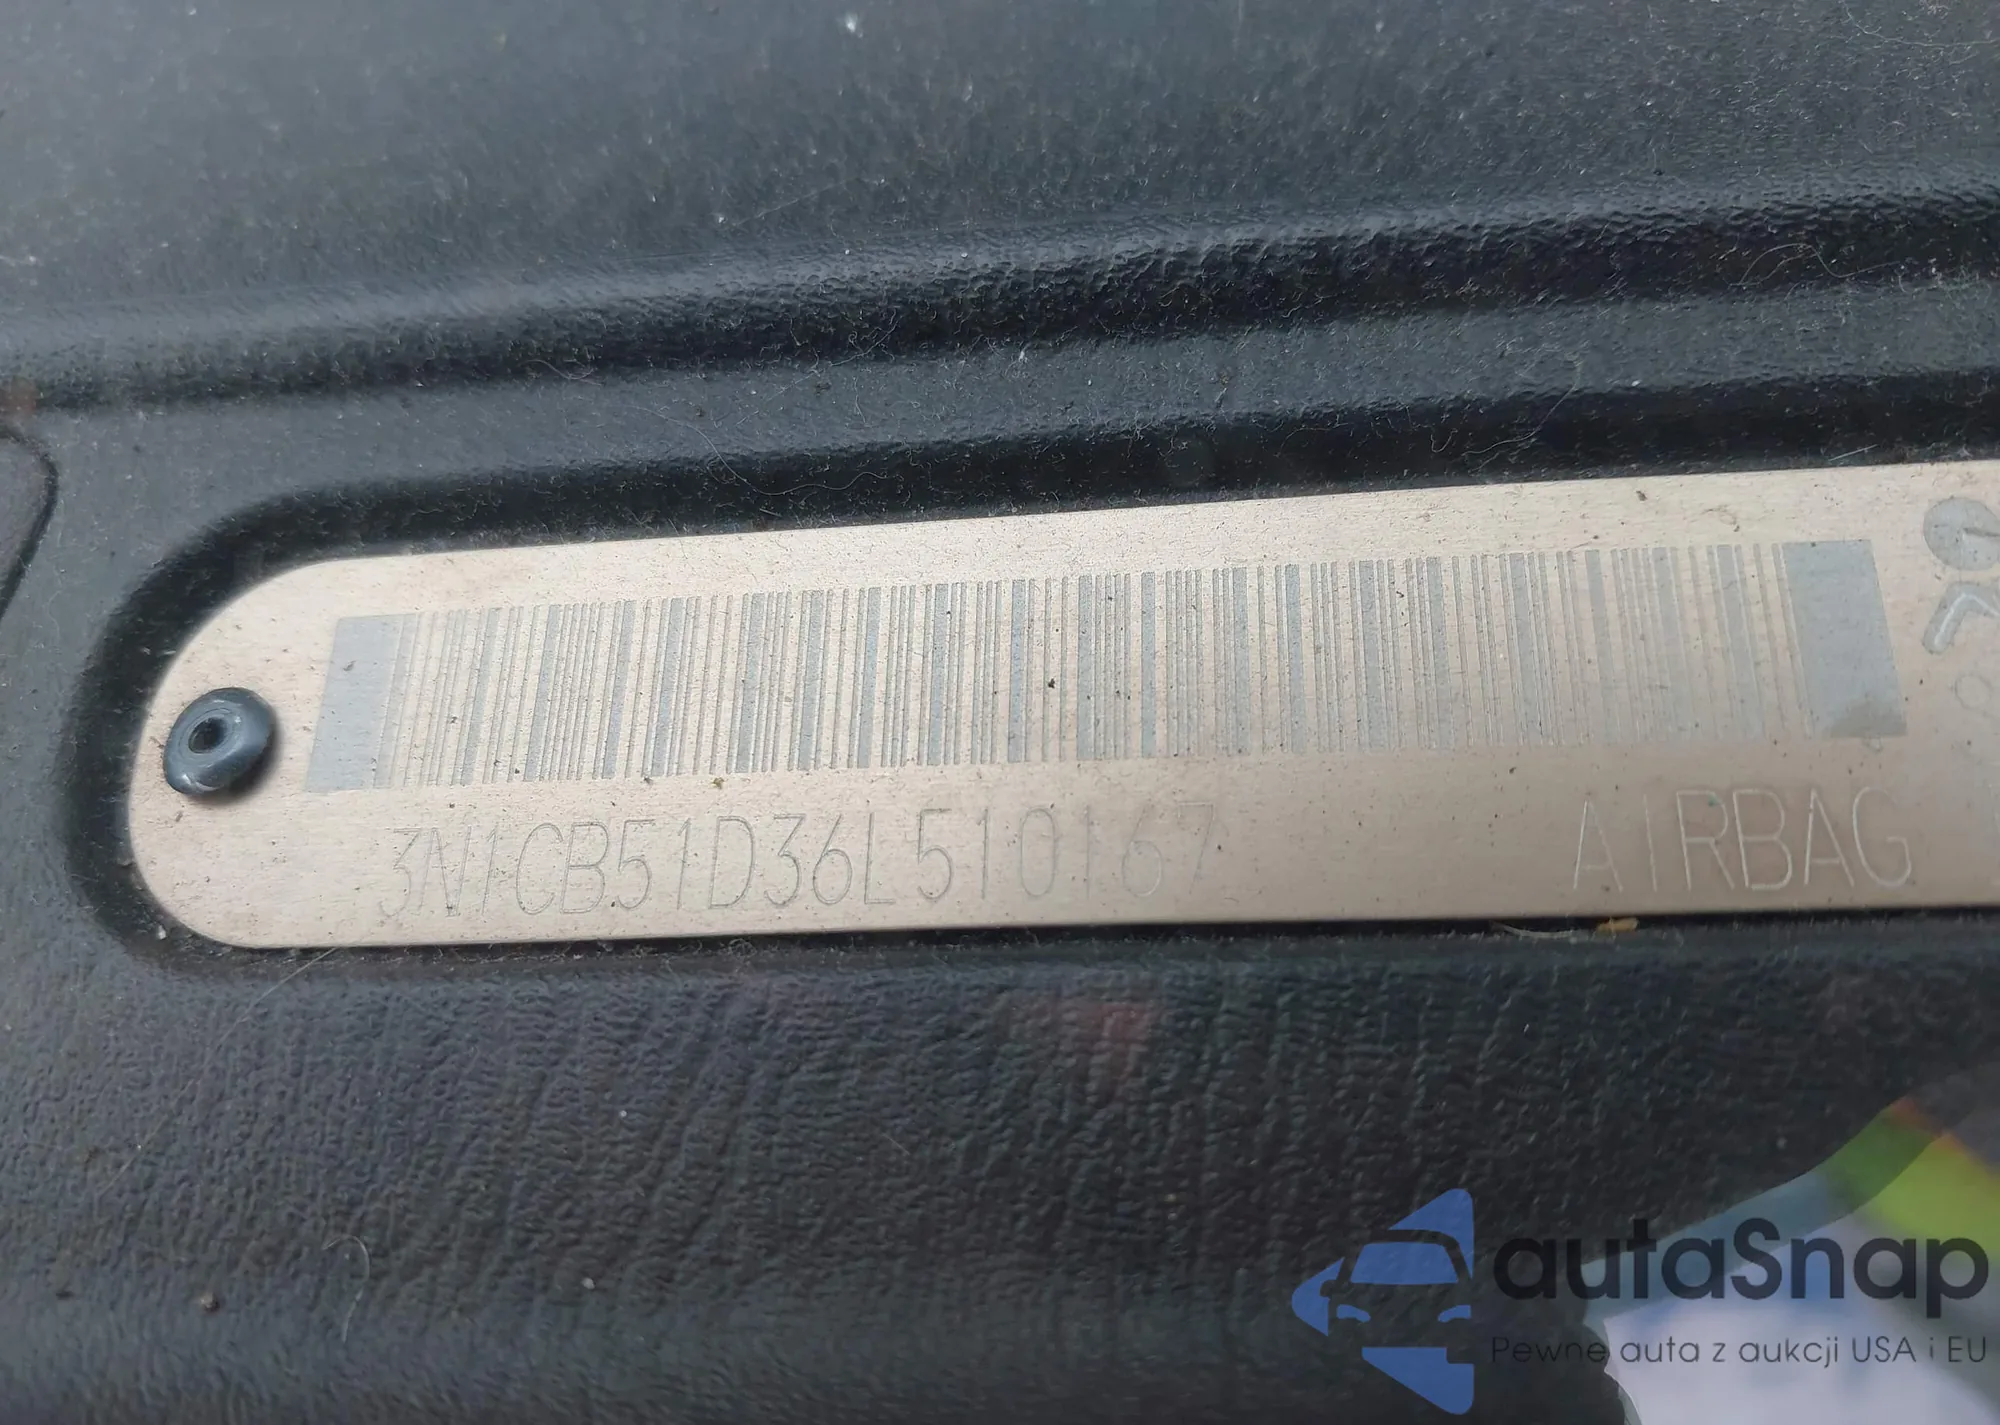 3N1CB51D36L510167 AIRBAG
autaSnap
Pewne auta z aukcji USA i EU